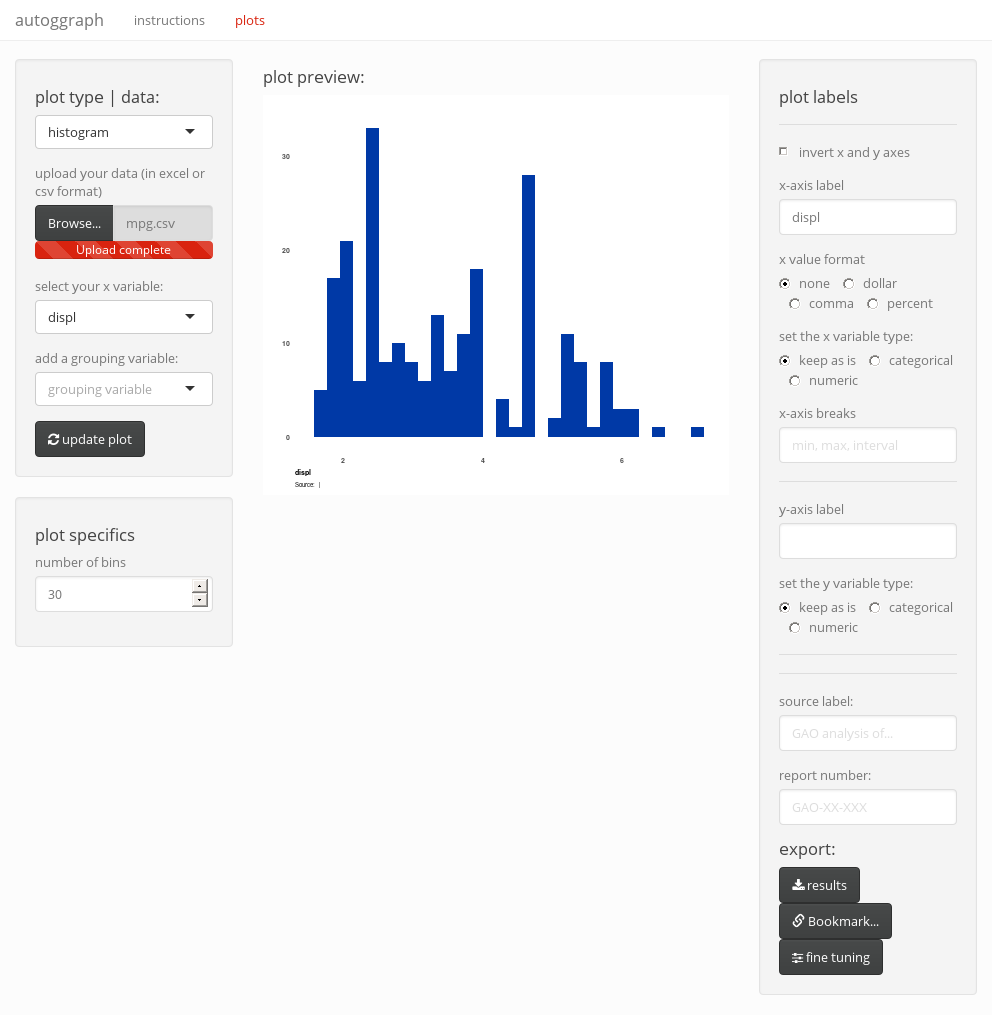 autoggraph instructions plots
plot type | data:
histogram
upload your data (in excel or
csv format)
Browse... mpg.csv
Upload complete
select your x variable:
displ
add a grouping variable:
grouping variable
update plot
plot specifics
number of bins
30
plot preview:
30
20
10
0
2 4 6
displ
Source: |
plot labels
invert x and y axes
x-axis label
displ
x value format
none dollar
comma percent
set the x variable type:
keep as is categorical
numeric
x-axis breaks
min, max, interval
y-axis label
set the y variable type:
keep as is categorical
numeric
source label:
GAO analysis of...
report number:
GAO-XX-XXX
export:
results
Bookmark...
fine tuning